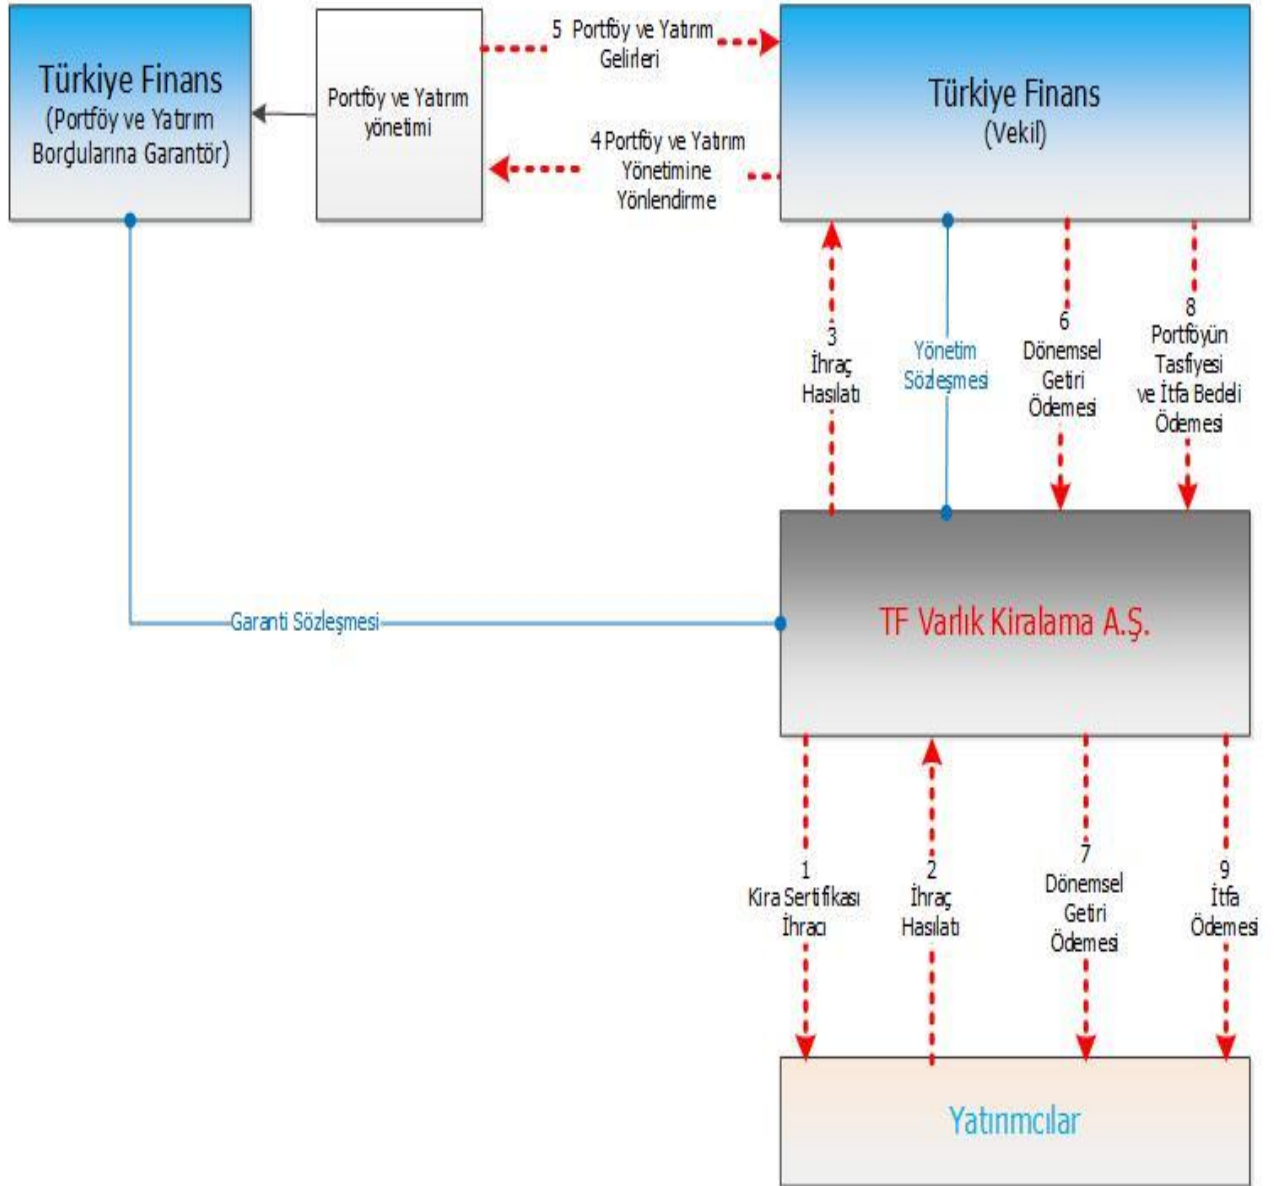 Türkiye Finans
(Portföy ve Yatırım
Borçlularına Garantör)
Portföy ve Yatırım
yönetimi
5 Portföy ve Yatırım
Gelirleri
4 Portföy ve Yatırım
Yönetimine
Yönlendirme
Türkiye Finans
(Vekil)
3
İhraç
Hasılatı
Yönetim
Sözleşmesi
6
Dönemsel
Getiri
Ödemesi
8
Portföyün
Tasfiyesi
ve İtfa Bedeli
Ödemesi
Garanti Sözleşmesi
TF Varlık Kiralama A.Ş.
1
Kira Sertifikası
İhracı
2
İhraç
Hasılatı
7
Dönemsel
Getiri
Ödemesi
9
İtfa
Ödemesi
Yatırımcılar